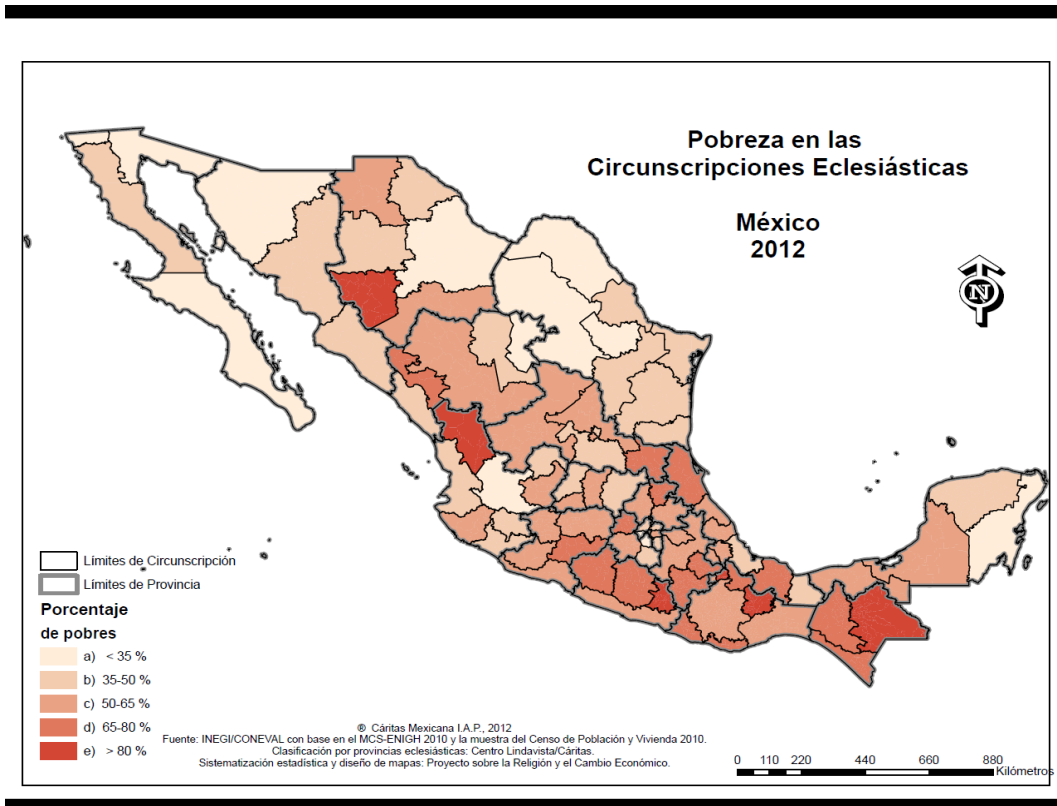 Pobreza en las
Circunscripciones Eclesiásticas
México
2012
N
Límites de Circunscripción
Límites de Provincia
Porcentaje
de pobres
a) < 35 %
b) 35-50 %
c) 50-65 %
d) 65-80 %
e) > 80 %
® Cáritas Mexicana I.A.P., 2012
Fuente: INEGI/CONEVAL con base en el MCS-ENIGH 2010 y la muestra del Censo de Población y Vivienda 2010.
Clasificación por provincias eclesiásticas: Centro Lindavista/Cáritas.
Sistematización estadística y diseño de mapas: Proyecto sobre la Religión y el Cambio Económico.
0 110 220 440 660 880
Kilómetros